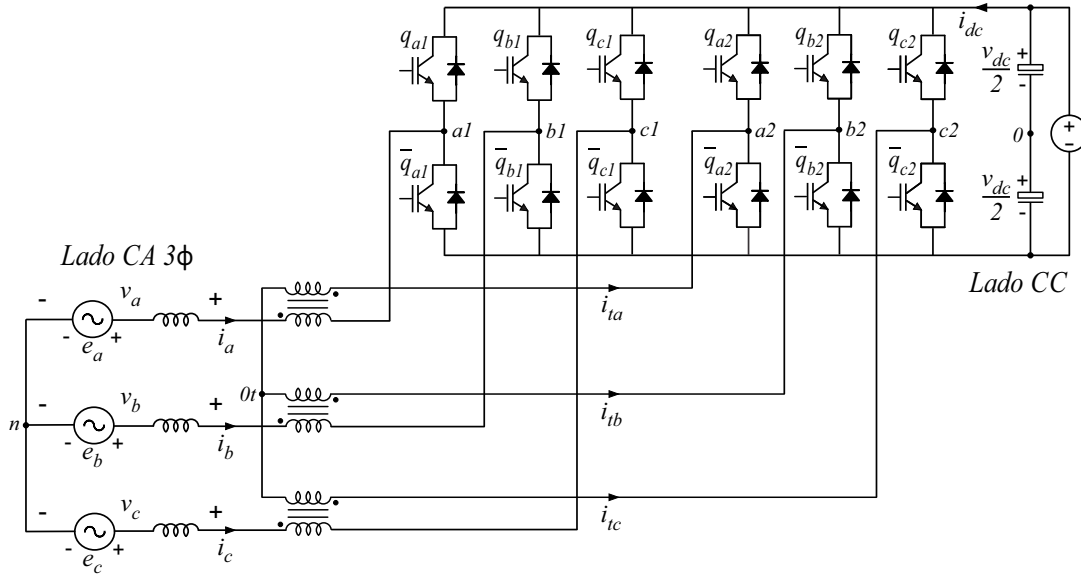 i_dc
q_a1 q_b1 q_c1 q_a2 q_b2 q_c2
v_dc/2 + -
a1 b1 c1 a2 b2 c2 0 + -
q̅_a1 q̅_b1 q̅_c1 q̅_a2 q̅_b2 q̅_c2
v_dc/2 + -
Lado CA 3ϕ
Lado CC
- v_a +
- e_a + i_a i_ta
0t
- v_b +
n - e_b + i_b i_tb
- v_c +
- e_c + i_c i_tc